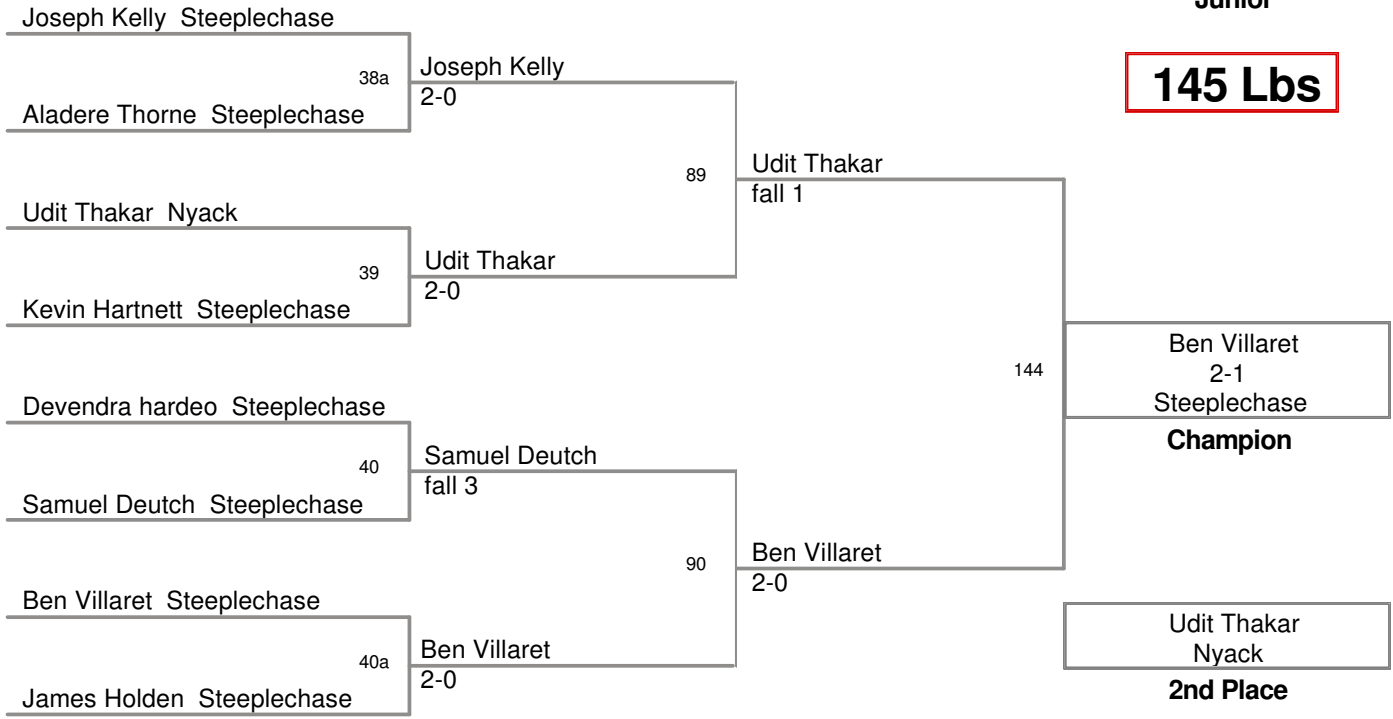 Junior
145 Lbs
Joseph Kelly Steeplechase
38a
Aladere Thorne Steeplechase
Joseph Kelly
2-0
Udit Thakar Nyack
39
Kevin Hartnett Steeplechase
Udit Thakar
2-0
89
Udit Thakar
fall 1
Devendra hardeo Steeplechase
40
Samuel Deutch Steeplechase
Samuel Deutch
fall 3
Ben Villaret Steeplechase
40a
James Holden Steeplechase
Ben Villaret
2-0
90
Ben Villaret
2-0
144
Ben Villaret
2-1
Steeplechase
Champion
Udit Thakar
Nyack
2nd Place